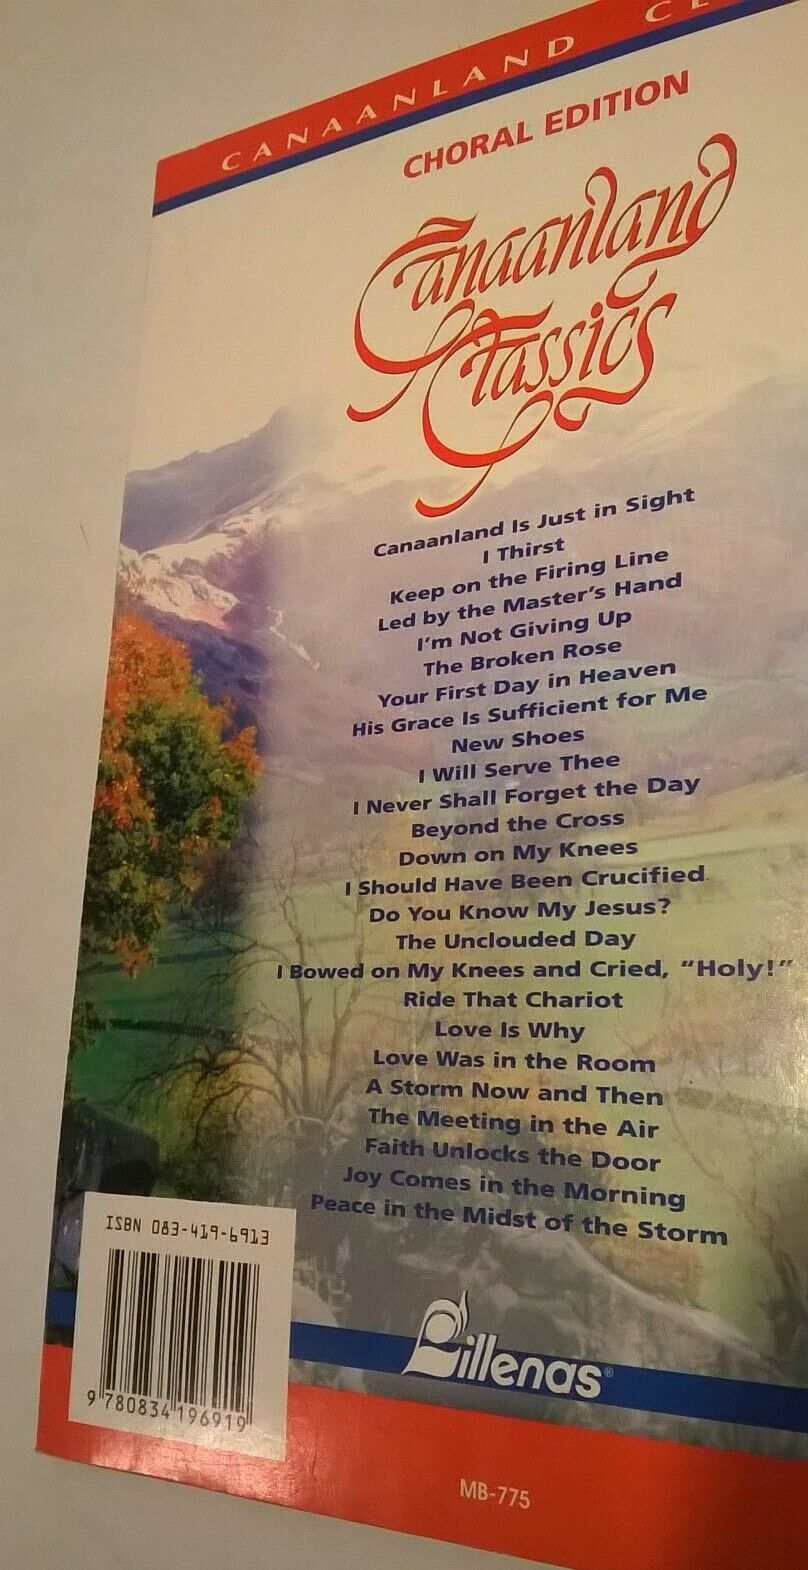 CANAANLAND CL
CHORAL EDITION
Canaanland
Classics
Canaanland Is Just in Sight
I Thirst
Keep on the Firing Line
Led by the Master's Hand
I'm Not Giving Up
The Broken Rose
Your First Day in Heaven
His Grace Is Sufficient for Me
New Shoes
I Will Serve Thee
I Never Shall Forget the Day
Beyond the Cross
Down on My Knees
I Should Have Been Crucified
Do You Know My Jesus?
The Unclouded Day
I Bowed on My Knees and Cried, "Holy!"
Ride That Chariot
Love Is Why
Love Was in the Room
A Storm Now and Then
The Meeting in the Air
Faith Unlocks the Door
Joy Comes in the Morning
Peace in the Midst of the Storm
ISBN 083-419-6913
9 780834 196919
Lillenas®
MB-775